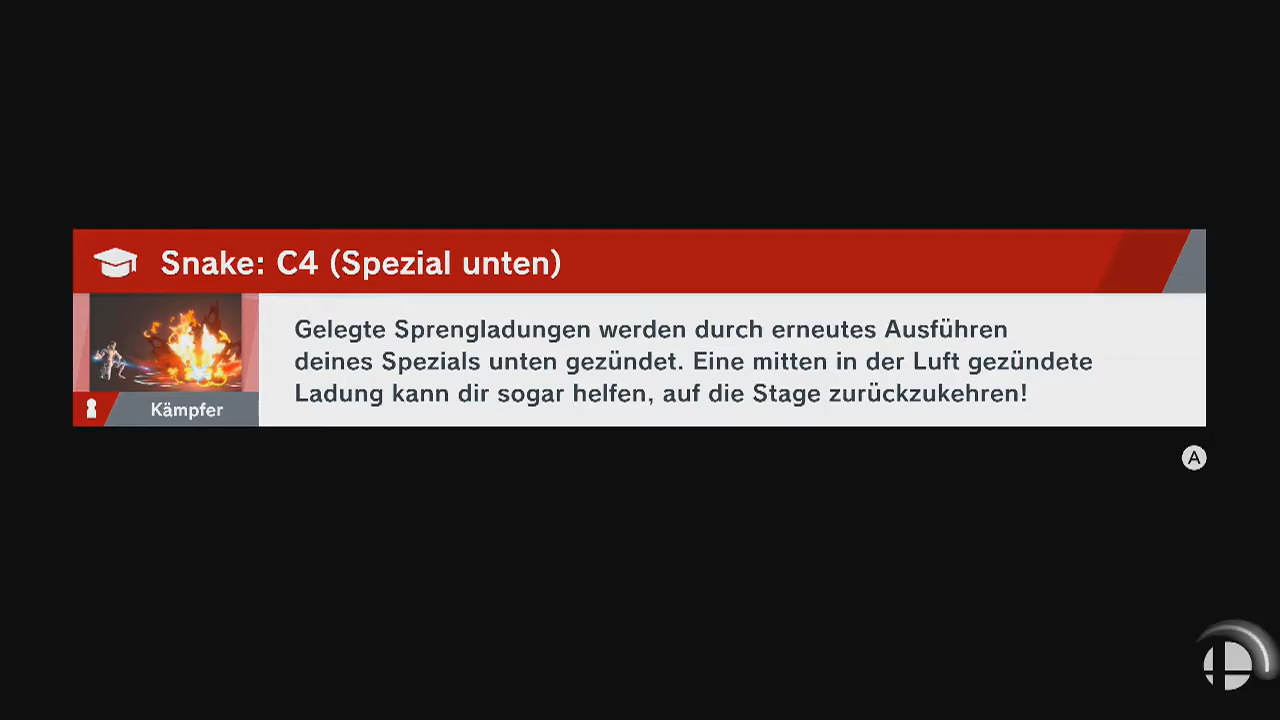 Snake: C4 (Spezial unten)
Gelegte Sprengladungen werden durch erneutes Ausführen
deines Spezials unten gezündet. Eine mitten in der Luft gezündete
Ladung kann dir sogar helfen, auf die Stage zurückzukehren!
Kämpfer
A